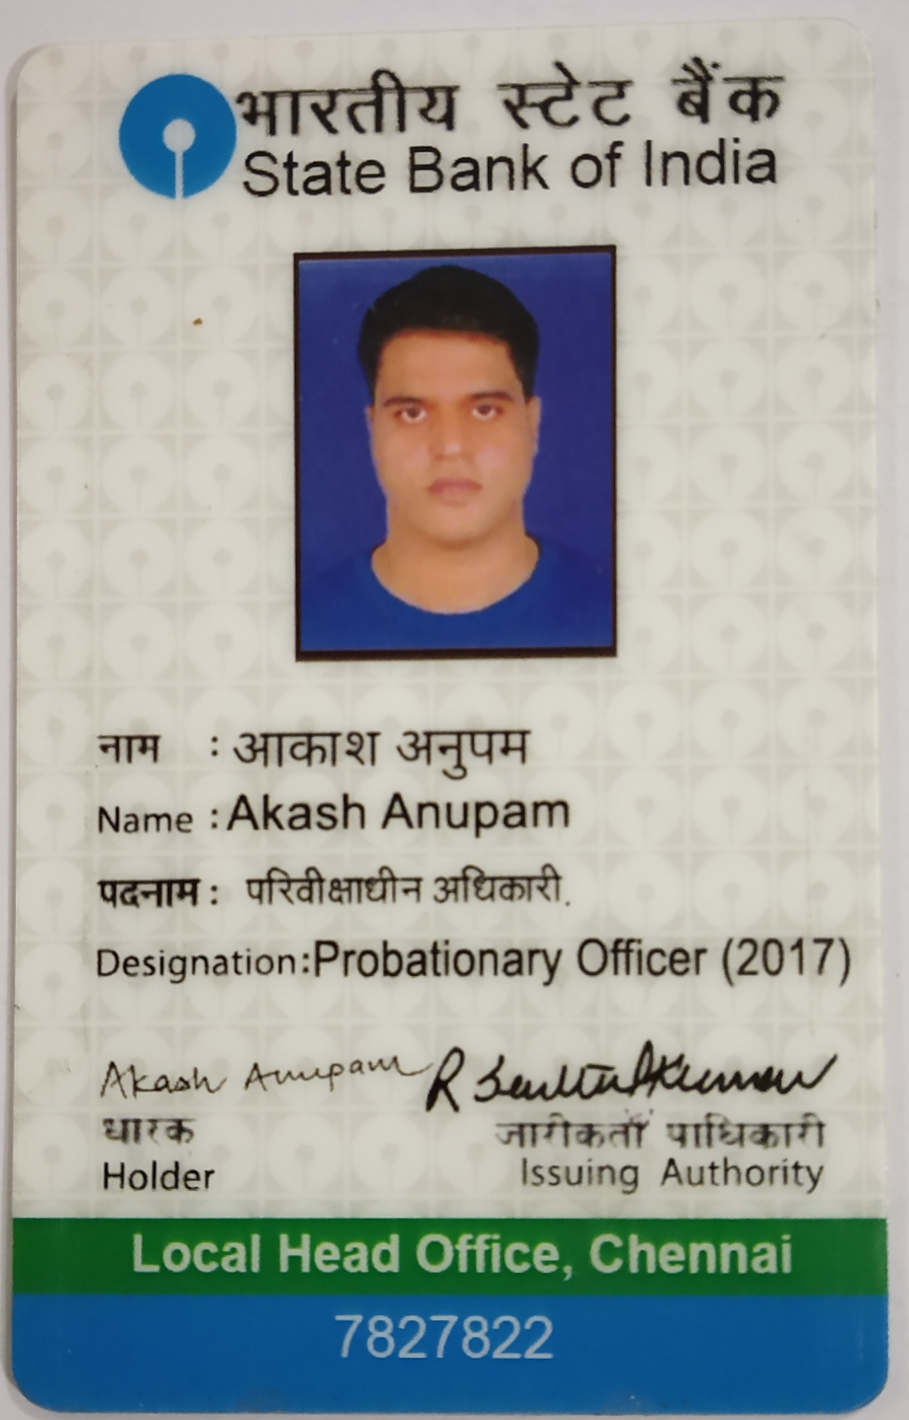 भारतीय स्टेट बैंक
State Bank of India
नाम : आकाश अनुपम
Name : Akash Anupam
पदनाम : परिवीक्षाधीन अधिकारी.
Designation:Probationary Officer (2017)
Akash Anupam R
धारक जारीकर्ता प्राधिकारी
Holder Issuing Authority
Local Head Office, Chennai
7827822